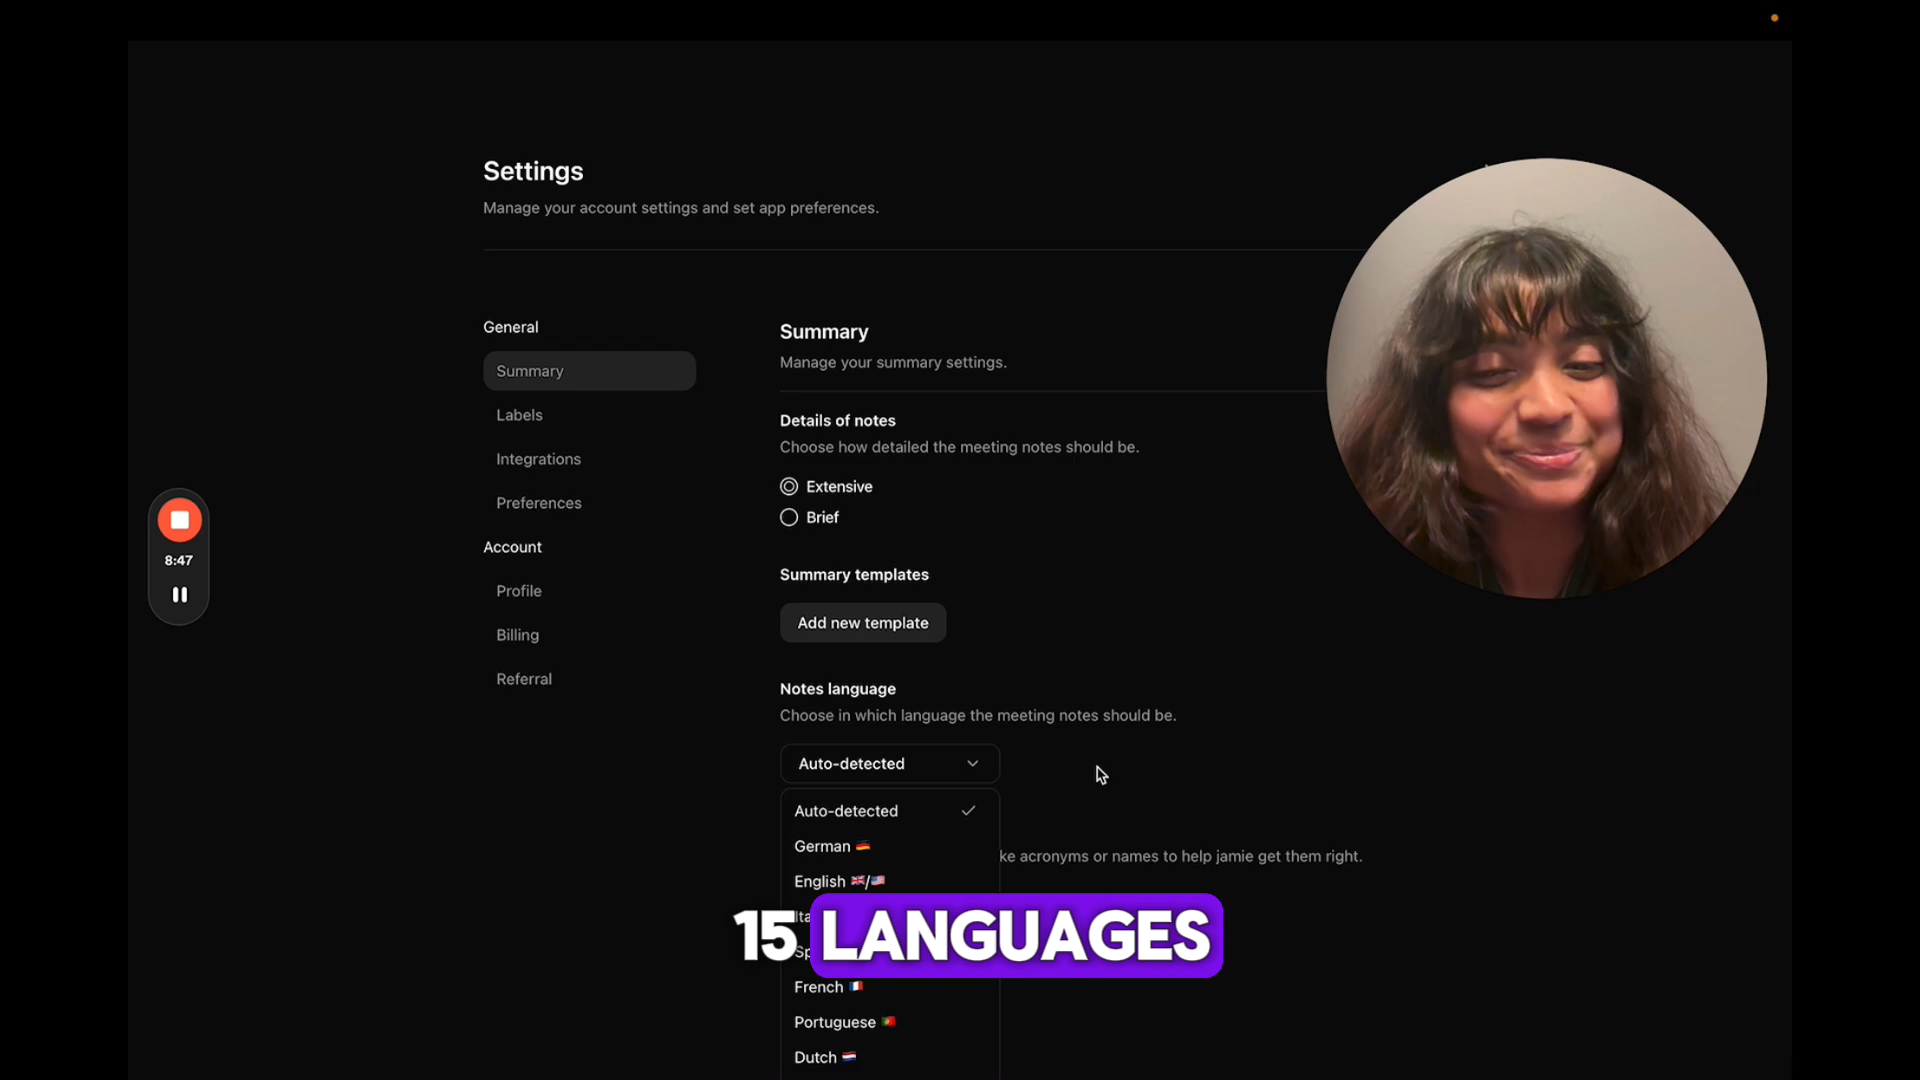 Settings
Manage your account settings and set app preferences.
General
Summary
Labels
Integrations
Preferences
Account
Profile
Billing
Referral
8:47
Summary
Manage your summary settings.
Details of notes
Choose how detailed the meeting notes should be.
Extensive
Brief
Summary templates
Add new template
Notes language
Choose in which language the meeting notes should be.
Auto-detected
Auto-detected
German
ke acronyms or names to help jamie get them right.
English /
15 LANGUAGES
French
Portuguese
Dutch